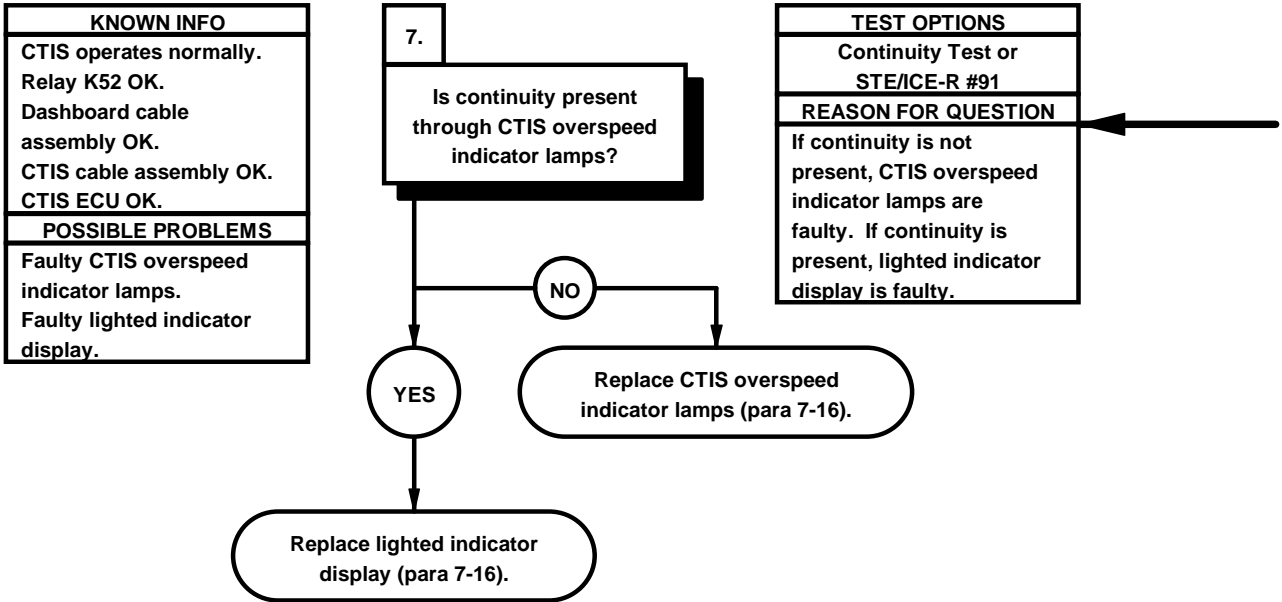 KNOWN INFO
CTIS operates normally.
Relay K52 OK.
Dashboard cable
assembly OK.
CTIS cable assembly OK.
CTIS ECU OK.
POSSIBLE PROBLEMS
Faulty CTIS overspeed
indicator lamps.
Faulty lighted indicator
display.
7.
Is continuity present
through CTIS overspeed
indicator lamps?
TEST OPTIONS
Continuity Test or
STE/ICE-R #91
REASON FOR QUESTION
If continuity is not
present, CTIS overspeed
indicator lamps are
faulty.  If continuity is
present, lighted indicator
display is faulty.
NO
YES
Replace CTIS overspeed
indicator lamps (para 7-16).
Replace lighted indicator
display (para 7-16).